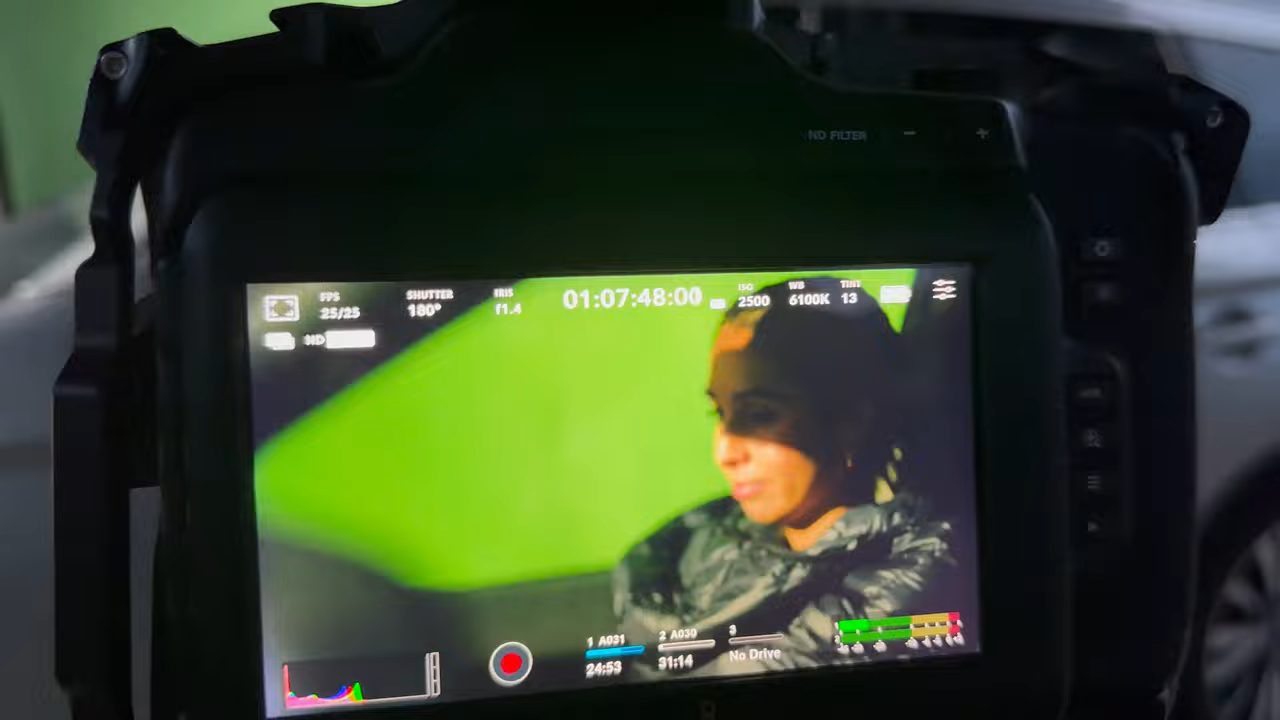 ND FILTER − +
FPS
25/25
SHUTTER
180°
IRIS
f1.4
01:07:48:00
ISO
2500
WB
6100K
TINT
13
ND
1 A031
24:53
2 A030
31:14
3
No Drive